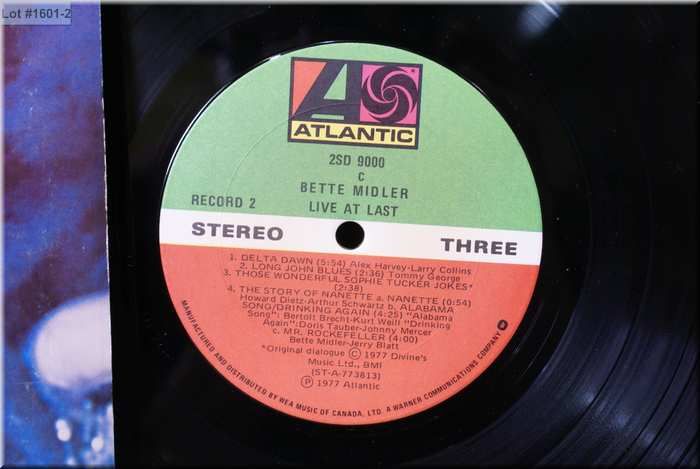 Lot #1601-2
ATLANTIC
2SD 9000
C
BETTE MIDLER
RECORD 2
LIVE AT LAST
STEREO
THREE
1. DELTA DAWN (5:54) Alex Harvey-Larry Collins
2. LONG JOHN BLUES (2:36) Tommy George
3. THOSE WONDERFUL SOPHIE TUCKER JOKES*
(2:38)
4. THE STORY OF NANETTE a. NANETTE (0:54)
Howard Dietz-Arthur Schwartz b. ALABAMA
SONG/DRINKING AGAIN (4:25) "Alabama
Song":Bertolt Brecht-Kurt Weill "Drinking
Again":Doris Tauber-Johnny Mercer
c. MR. ROCKEFELLER (4:00)
Bette Midler-Jerry Blatt
*Original dialogue © 1977 Divine's
Music Ltd., BMI
(ST-A-773813)
℗ 1977 Atlantic
MANUFACTURED AND DISTRIBUTED BY WEA MUSIC OF CANADA, LTD. A WARNER COMMUNICATIONS COMPANY